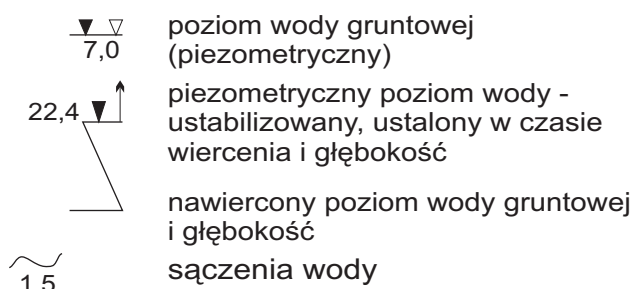 poziom wody gruntowej
7,0
(piezometryczny)
piezometryczny poziom wody -
22,4
ustabilizowany, ustalony w czasie
wiercenia i głębokość
nawiercony poziom wody gruntowej
i głębokość
sączenia wody
1,5